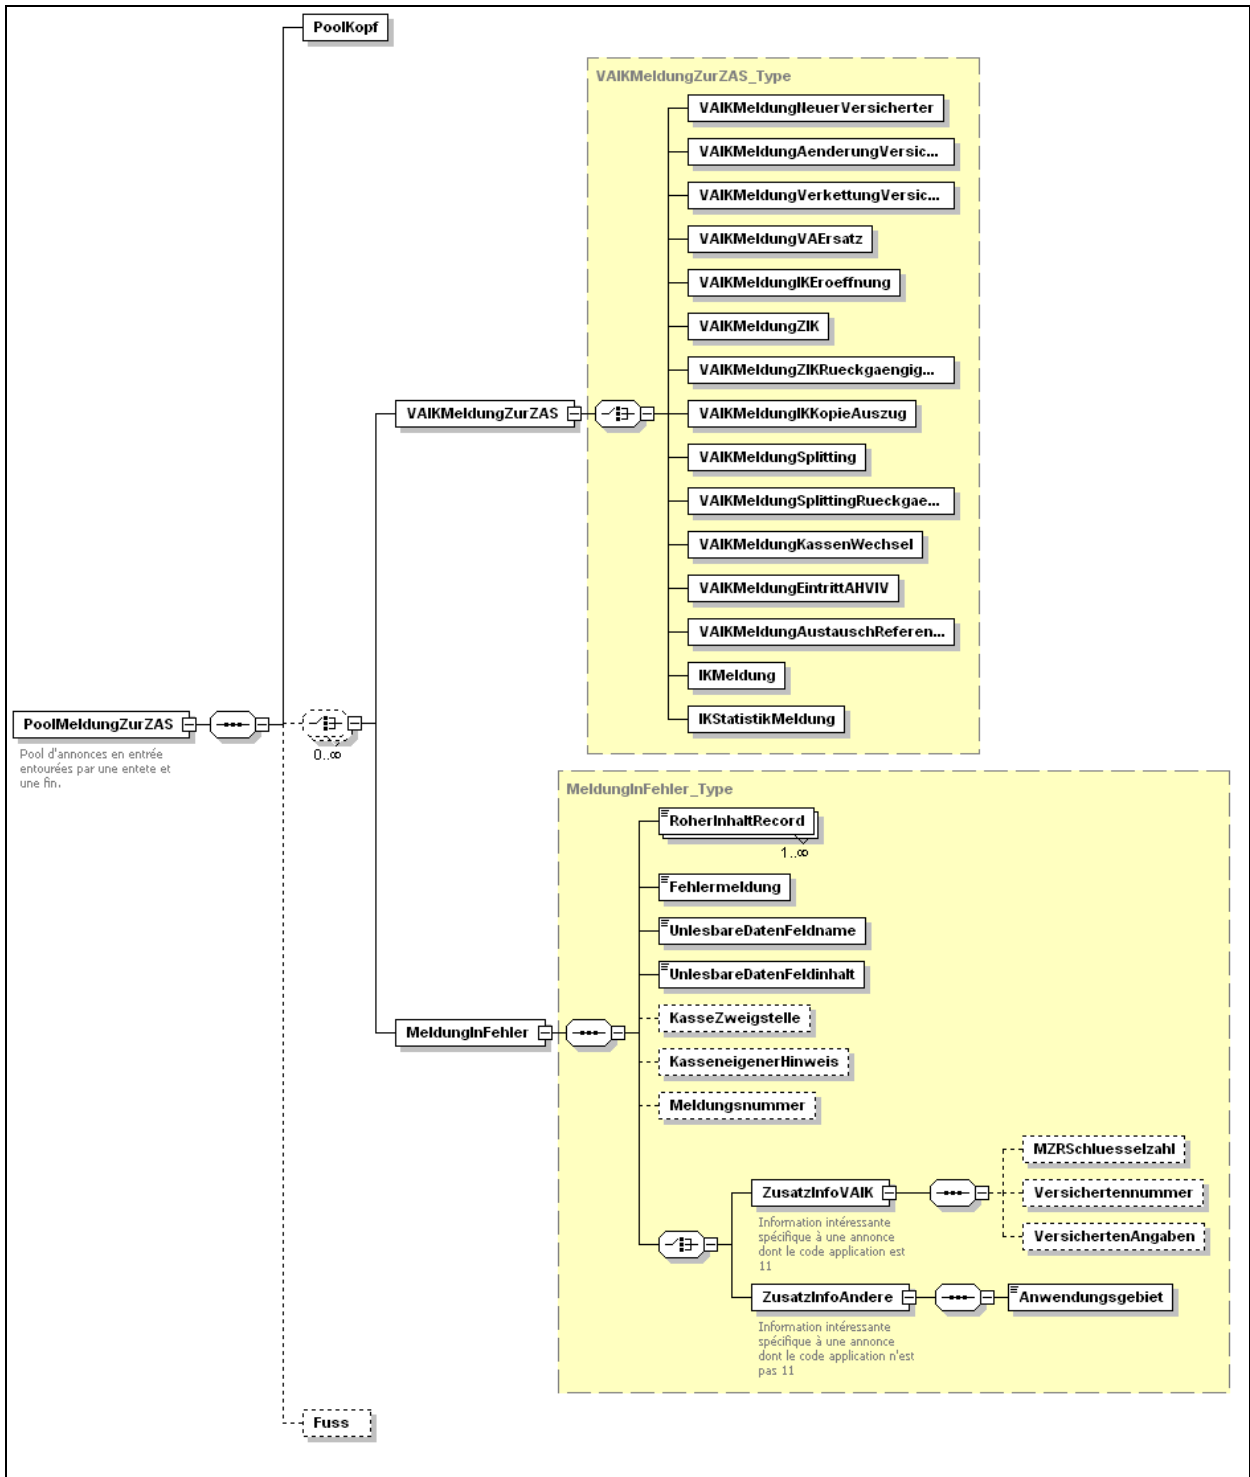 PoolKopf
VAIKMeldungZurZAS_Type
VAIKMeldungNeuerVersicherter
VAIKMeldungAenderungVersic...
VAIKMeldungVerkettungVersic...
VAIKMeldungVAErsatz
VAIKMeldungIKEroeffnung
VAIKMeldungZIK
VAIKMeldungZIKRueckgaengig...
VAIKMeldungZurZAS
VAIKMeldungIKKopieAuszug
VAIKMeldungSplitting
VAIKMeldungSplittingRueckgae...
VAIKMeldungKassenWechsel
VAIKMeldungEintrittAHVIV
VAIKMeldungAustauschReferen...
IKMeldung
IKStatistikMeldung
PoolMeldungZurZAS
Pool d'annonces en entrée
entourées par une entete et
une fin.
0..∞
MeldungInFehler_Type
RoherInhaltRecord
1..∞
Fehlermeldung
UnlesbareDatenFeldname
UnlesbareDatenFeldinhalt
KasseZweigstelle
MeldungInFehler
KasseneigenerHinweis
Meldungsnummer
MZRSchluesselzahl
ZusatzInfoVAIK
Versichertennummer
Information intéressante
spécifique à une annonce
dont le code application est
11
VersichertenAngaben
ZusatzInfoAndere
Anwendungsgebiet
Information intéressante
spécifique à une annonce
dont le code application n'est
pas 11
Fuss